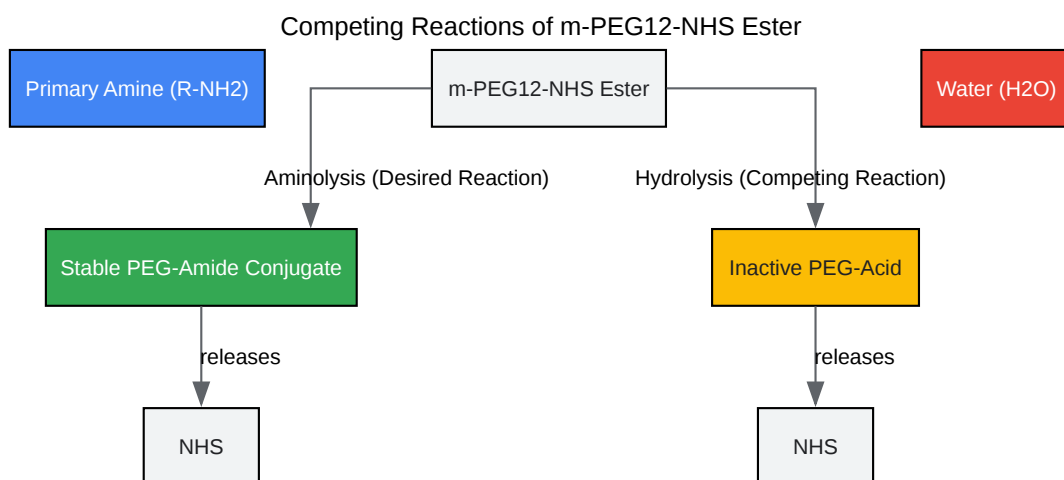 Competing Reactions of m-PEG12-NHS Ester
Primary Amine (R-NH2)
m-PEG12-NHS Ester
Water (H2O)
Aminolysis (Desired Reaction)
Hydrolysis (Competing Reaction)
Stable PEG-Amide Conjugate
Inactive PEG-Acid
releases
releases
NHS
NHS